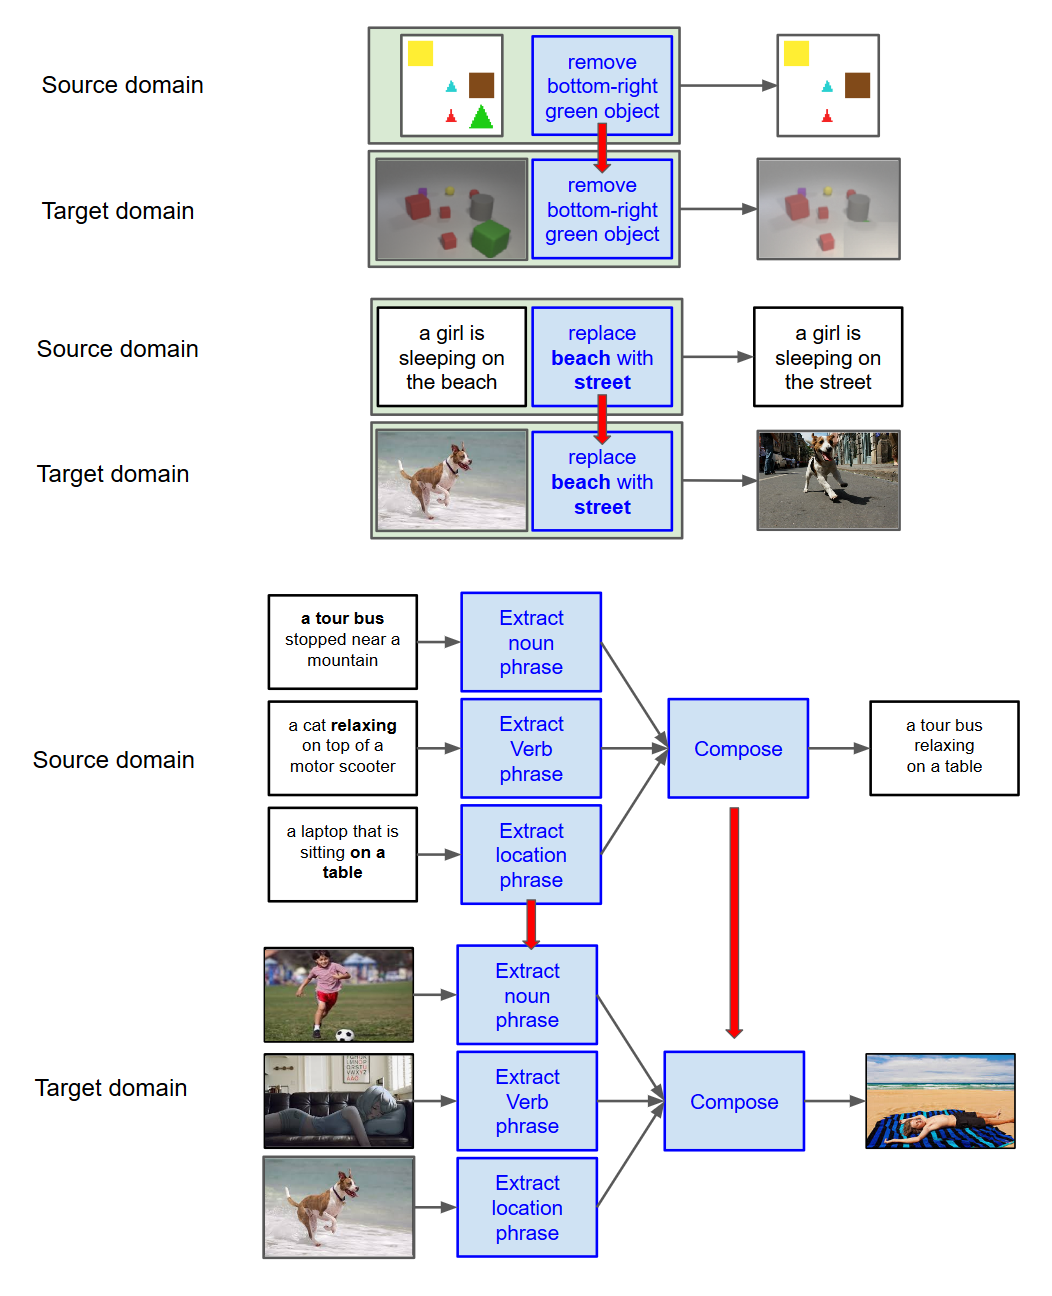 Source domain
remove
bottom-right
green object
Target domain
remove
bottom-right
green object
Source domain
a girl is
sleeping on
the beach
replace
beach with
street
a girl is
sleeping on
the street
Target domain
replace
beach with
street
Source domain
a tour bus
stopped near a
mountain
Extract
noun
phrase
a cat relaxing
on top of a
motor scooter
Extract
Verb
phrase
a laptop that is
sitting on a
table
Extract
location
phrase
Compose
a tour bus
relaxing
on a table
Target domain
Extract
noun
phrase
Extract
Verb
phrase
Extract
location
phrase
Compose